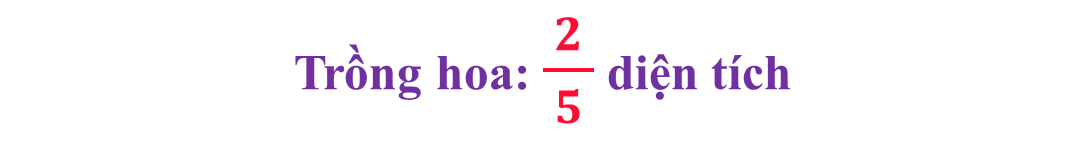 Trồng hoa: 2/5 diện tích